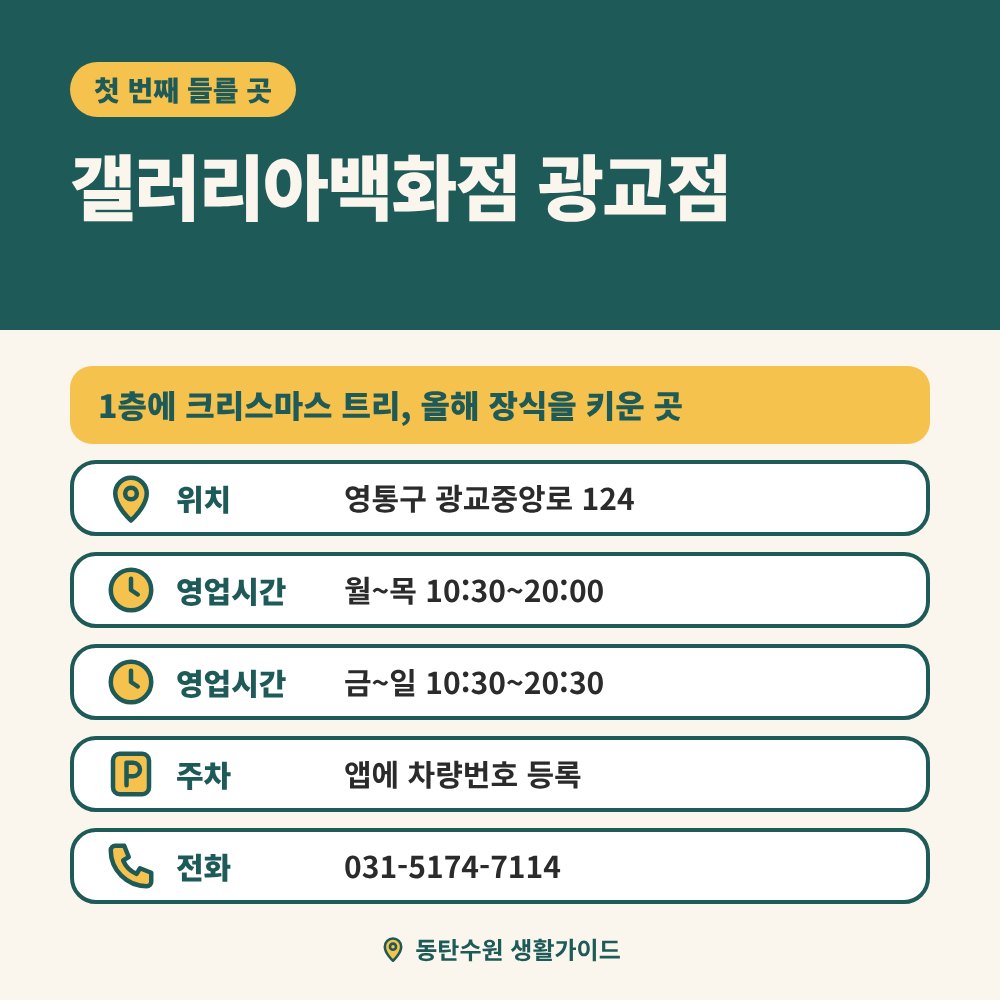 첫 번째 들를 곳
갤러리아백화점 광교점
1층에 크리스마스 트리, 올해 장식을 키운 곳
위치 영통구 광교중앙로 124
영업시간 월~목 10:30~20:00
영업시간 금~일 10:30~20:30
P 주차 앱에 차량번호 등록
전화 031-5174-7114
동탄수원 생활가이드